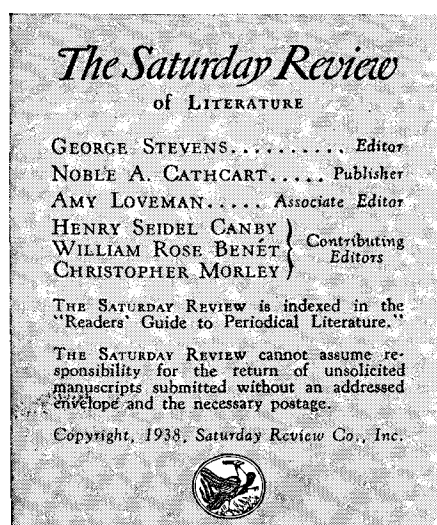 The Saturday Review
of LITERATURE
GEORGE STEVENS.......... Editor
NOBLE A. CATHCART..... Publisher
AMY LOVEMAN..... Associate Editor
HENRY SEIDEL CANBY
WILLIAM ROSE BENÉT
CHRISTOPHER MORLEY
Contributing
Editors
THE SATURDAY REVIEW is indexed in the
"Readers' Guide to Periodical Literature."
THE SATURDAY REVIEW cannot assume re-
sponsibility for the return of unsolicited
manuscripts submitted without an addressed
envelope and the necessary postage.
Copyright, 1938, Saturday Review Co., Inc.